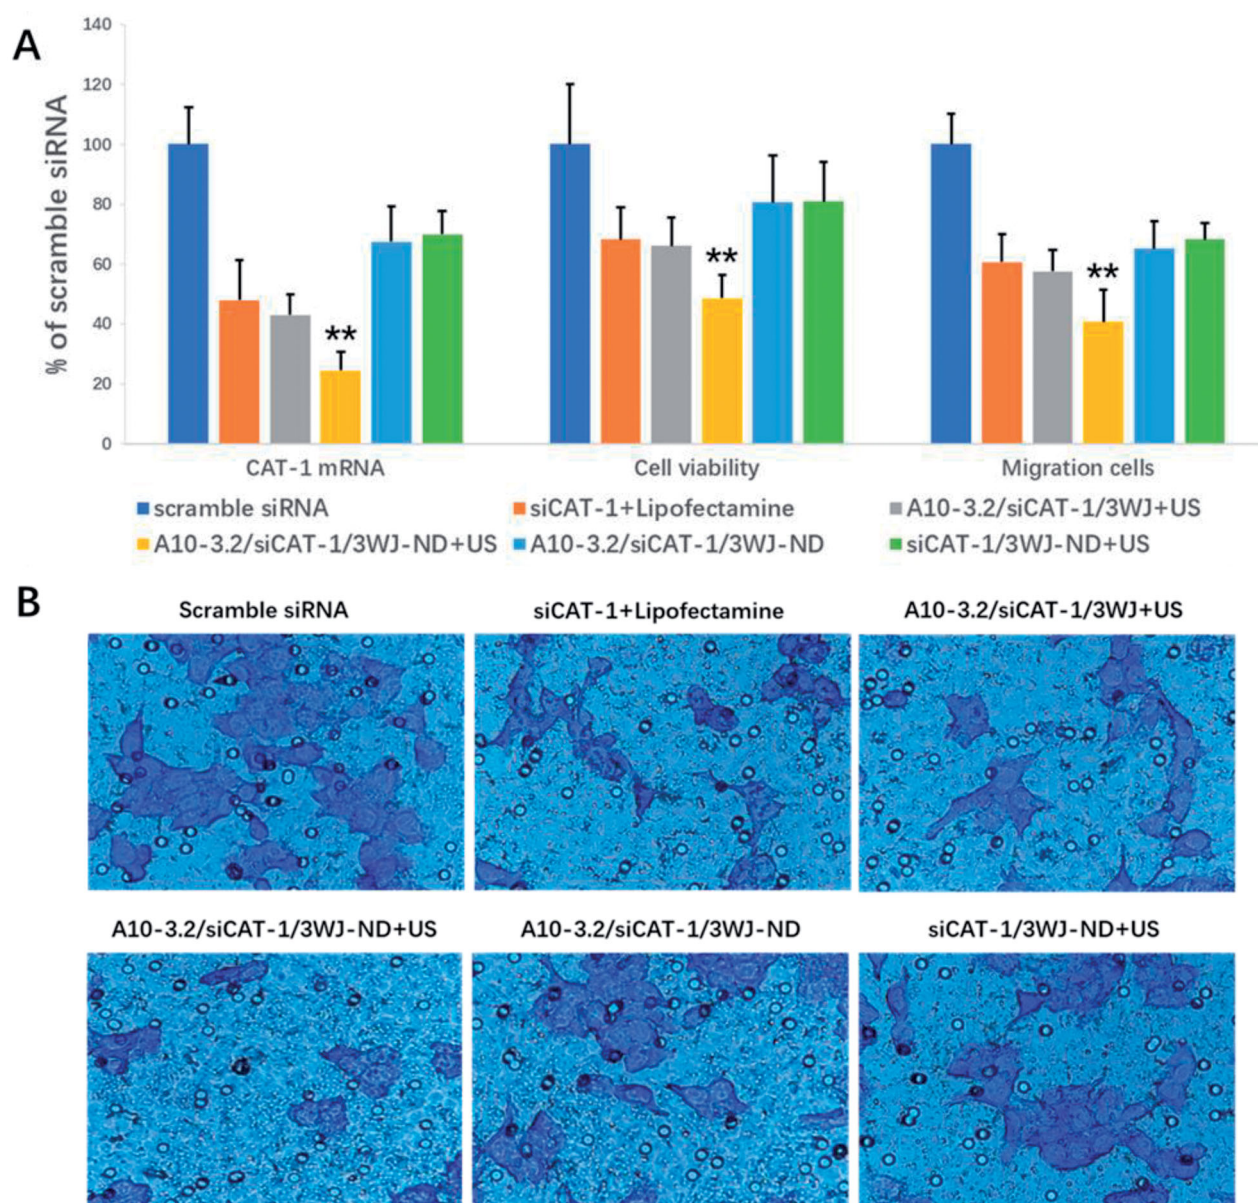 A
% of scramble siRNA
140
120
100
80
60
40
20
0
**
**
**
CAT-1 mRNA Cell viability Migration cells
scramble siRNA siCAT-1+Lipofectamine A10-3.2/siCAT-1/3WJ+US
A10-3.2/siCAT-1/3WJ-ND+US A10-3.2/siCAT-1/3WJ-ND siCAT-1/3WJ-ND+US
B
Scramble siRNA siCAT-1+Lipofectamine A10-3.2/siCAT-1/3WJ+US
A10-3.2/siCAT-1/3WJ-ND+US A10-3.2/siCAT-1/3WJ-ND siCAT-1/3WJ-ND+US